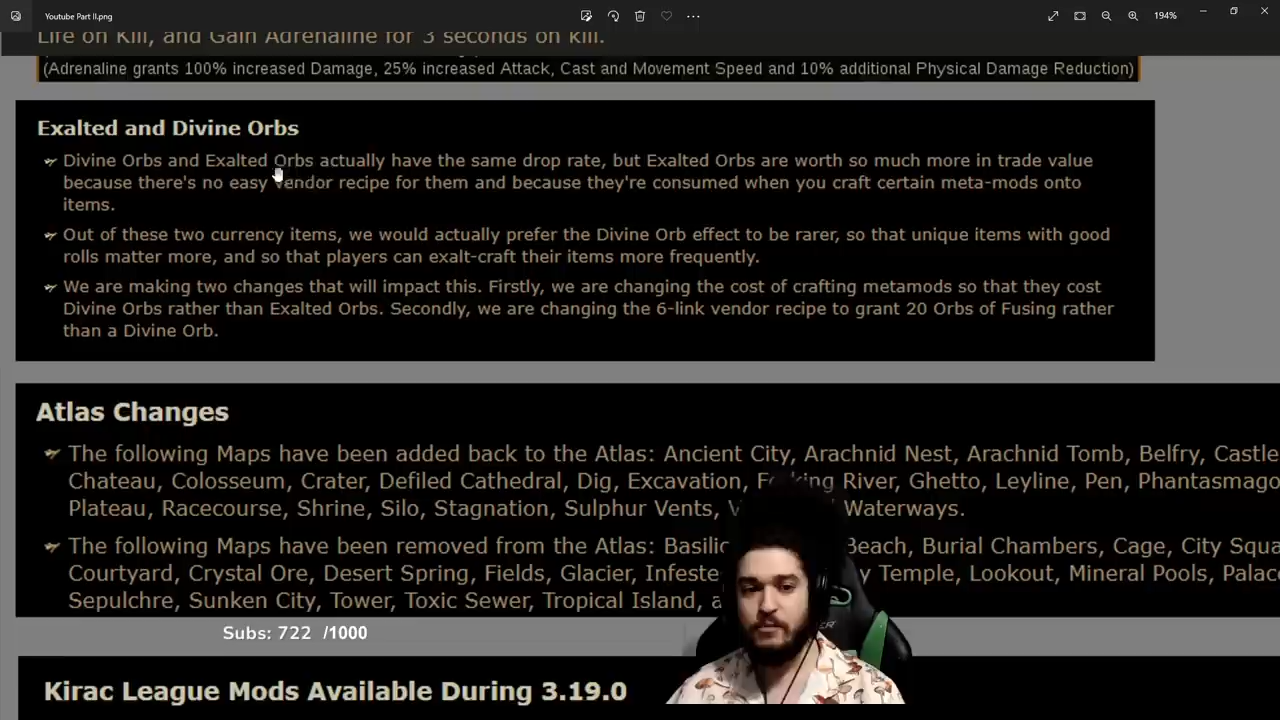 Youtube Part II.png
194%
Life on Kill, and Gain Adrenaline for 3 seconds on kill.
(Adrenaline grants 100% increased Damage, 25% increased Attack, Cast and Movement Speed and 10% additional Physical Damage Reduction)
Exalted and Divine Orbs
Divine Orbs and Exalted Orbs actually have the same drop rate, but Exalted Orbs are worth so much more in trade value
because there's no easy vendor recipe for them and because they're consumed when you craft certain meta-mods onto
items.
Out of these two currency items, we would actually prefer the Divine Orb effect to be rarer, so that unique items with good
rolls matter more, and so that players can exalt-craft their items more frequently.
We are making two changes that will impact this. Firstly, we are changing the cost of crafting metamods so that they cost
Divine Orbs rather than Exalted Orbs. Secondly, we are changing the 6-link vendor recipe to grant 20 Orbs of Fusing rather
than a Divine Orb.
Atlas Changes
The following Maps have been added back to the Atlas: Ancient City, Arachnid Nest, Arachnid Tomb, Belfry, Castle
Chateau, Colosseum, Crater, Defiled Cathedral, Dig, Excavation, River, Ghetto, Leyline, Pen, Phantasmago
Plateau, Racecourse, Shrine, Silo, Stagnation, Sulphur Vents, Waterways.
The following Maps have been removed from the Atlas: Basilic Beach, Burial Chambers, Cage, City Squa
Courtyard, Crystal Ore, Desert Spring, Fields, Glacier, Infeste y Temple, Lookout, Mineral Pools, Palac
Sepulchre, Sunken City, Tower, Toxic Sewer, Tropical Island, a
Subs: 722 /1000
Kirac League Mods Available During 3.19.0